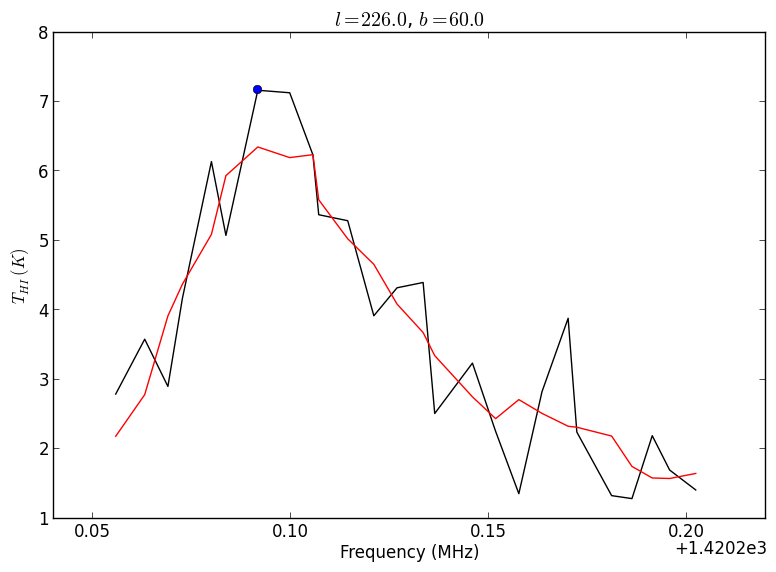 l = 226.0, b = 60.0
8
7
6
5
4
3
2
1
T_HI (K)
0.05 0.10 0.15 0.20
Frequency (MHz)
+1.4202e3